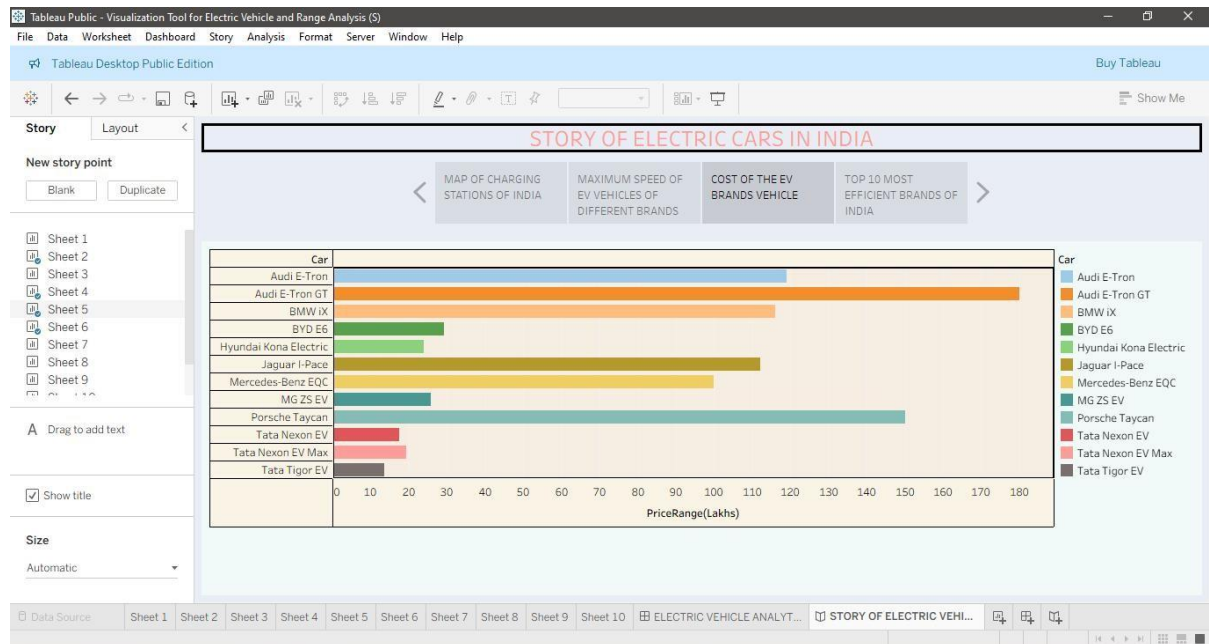 Tableau Public - Visualization Tool for Electric Vehicle and Range Analysis (S)
File Data Worksheet Dashboard Story Analysis Format Server Window Help
Tableau Desktop Public Edition
Buy Tableau
Show Me
Story Layout
New story point
Blank Duplicate
Sheet 1
Sheet 2
Sheet 3
Sheet 4
Sheet 5
Sheet 6
Sheet 7
Sheet 8
Sheet 9
A Drag to add text
Show title
Size
Automatic
STORY OF ELECTRIC CARS IN INDIA
MAP OF CHARGING
STATIONS OF INDIA
MAXIMUM SPEED OF
EV VEHICLES OF
DIFFERENT BRANDS
COST OF THE EV
BRANDS VEHICLE
TOP 10 MOST
EFFICIENT BRANDS OF
INDIA
Car
Audi E-Tron
Audi E-Tron GT
BMW iX
BYD E6
Hyundai Kona Electric
Jaguar I-Pace
Mercedes-Benz EQC
MG ZS EV
Porsche Taycan
Tata Nexon EV
Tata Nexon EV Max
Tata Tigor EV
0 10 20 30 40 50 60 70 80 90 100 110 120 130 140 150 160 170 180
PriceRange(Lakhs)
Car
Audi E-Tron
Audi E-Tron GT
BMW iX
BYD E6
Hyundai Kona Electric
Jaguar I-Pace
Mercedes-Benz EQC
MG ZS EV
Porsche Taycan
Tata Nexon EV
Tata Nexon EV Max
Tata Tigor EV
Data Source Sheet 1 Sheet 2 Sheet 3 Sheet 4 Sheet 5 Sheet 6 Sheet 7 Sheet 8 Sheet 9 Sheet 10 ELECTRIC VEHICLE ANALYT... STORY OF ELECTRIC VEHI...